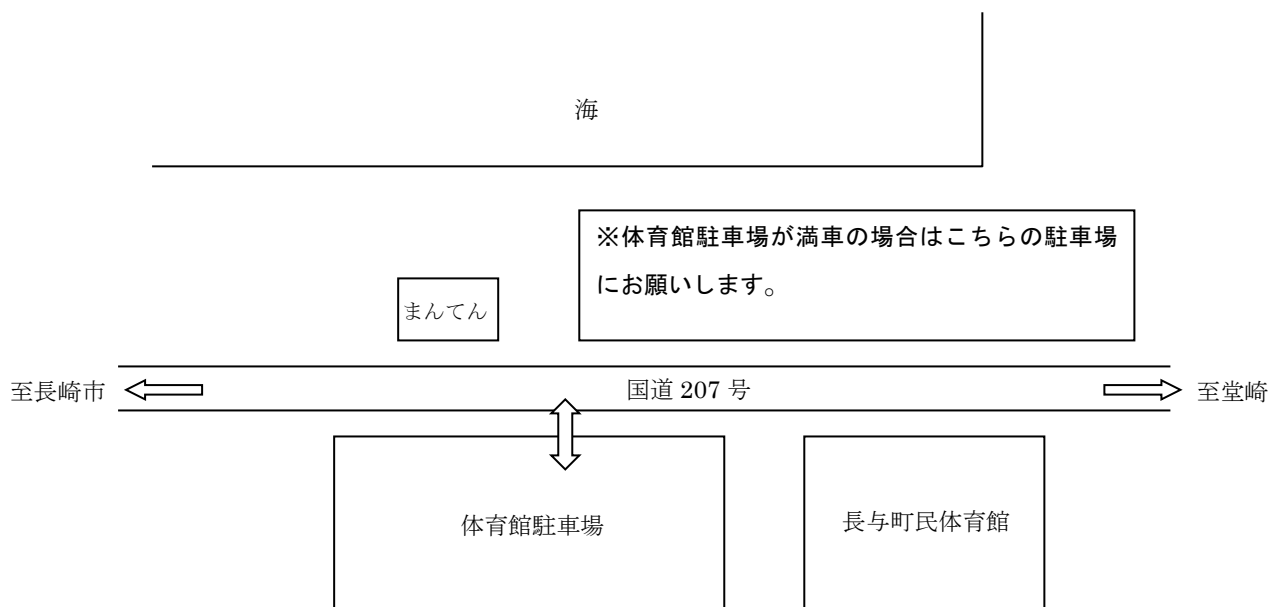 海
※体育館駐車場が満車の場合はこちらの駐車場
にお願いします。
まんてん
至長崎市
国道 207 号
至堂崎
体育館駐車場
長与町民体育館